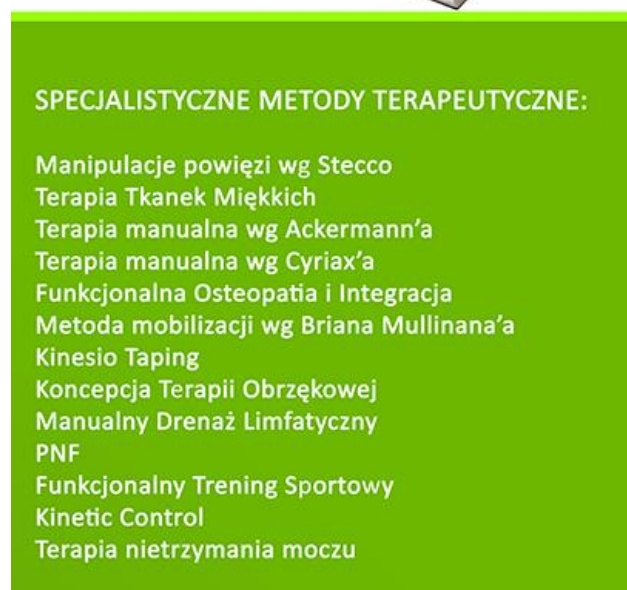 SPECJALISTYCZNE METODY TERAPEUTYCZNE:
Manipulacje powięzi wg Stecco
Terapia Tkanek Miękkich
Terapia manualna wg Ackermann’a
Terapia manualna wg Cyriax’a
Funkcjonalna Osteopatia i Integracja
Metoda mobilizacji wg Briana Mullinana’a
Kinesio Taping
Koncepcja Terapii Obrzękowej
Manualny Drenaż Limfatyczny
PNF
Funkcjonalny Trening Sportowy
Kinetic Control
Terapia nietrzymania moczu